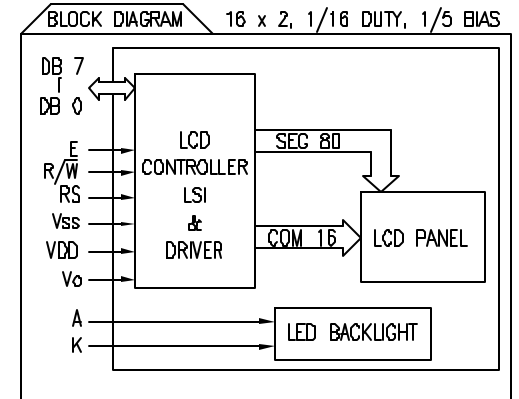 BLOCK DIAGRAM 16 x 2, 1/16 DUTY, 1/5 BIAS
DB 7
DB 0
E
R/W̅
RS
Vss
VDD
Vo
A
K
LCD
CONTROLLER
LSI
&
DRIVER
SEG 80
COM 16
LCD PANEL
LED BACKLIGHT